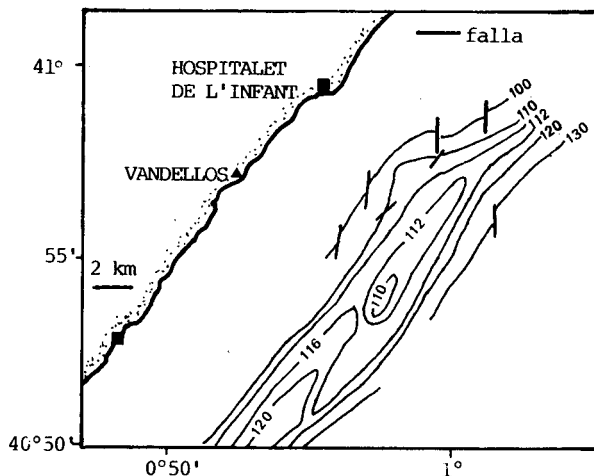 falla
41°
HOSPITALET
DE L'INFANT
100
110
112
120
130
VANDELLOS
112
55'
2 km
110
116
120
40°50'
0°50'
1°